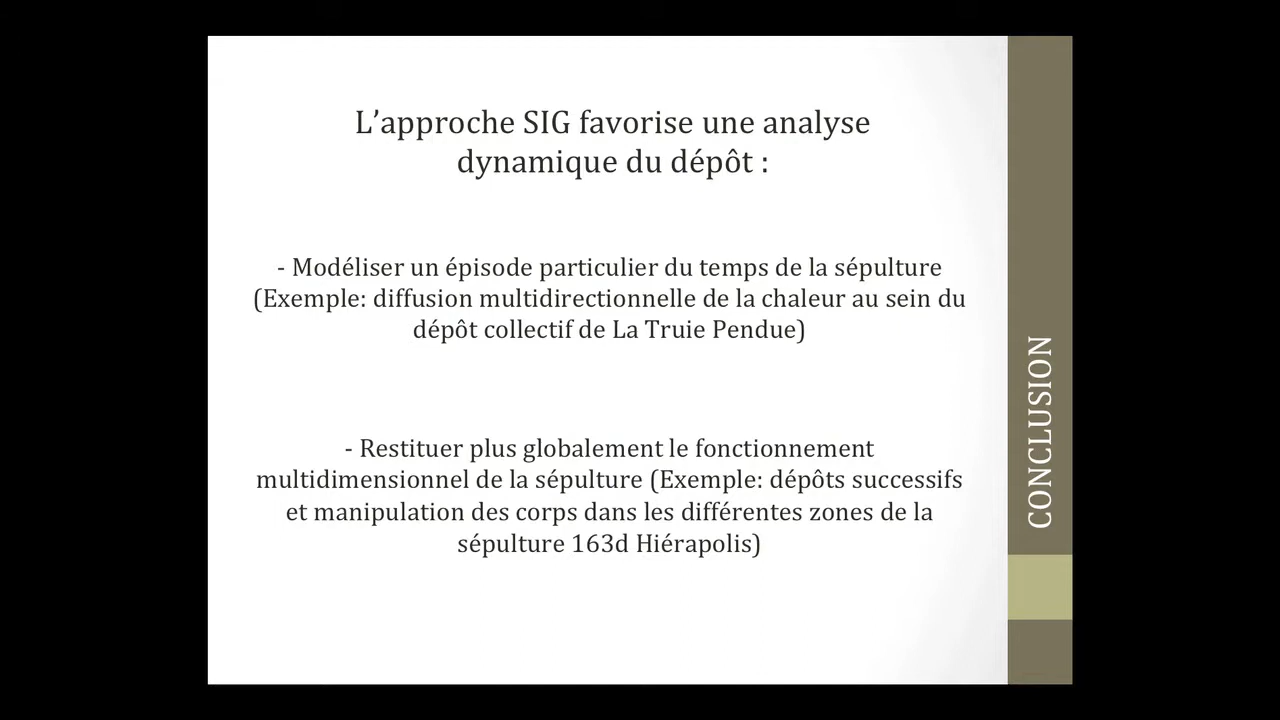 L’approche SIG favorise une analyse
dynamique du dépôt :
- Modéliser un épisode particulier du temps de la sépulture
(Exemple: diffusion multidirectionnelle de la chaleur au sein du
dépôt collectif de La Truie Pendue)
- Restituer plus globalement le fonctionnement
multidimensionnel de la sépulture (Exemple: dépôts successifs
et manipulation des corps dans les différentes zones de la
sépulture 163d Hiérapolis)
CONCLUSION